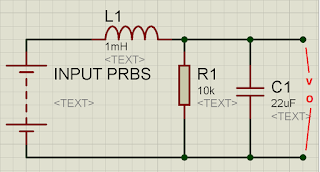 L1
1mH
<TEXT>
INPUT PRBS
<TEXT>
R1
10k
<TEXT>
C1
22uF
<TEXT>
v
o